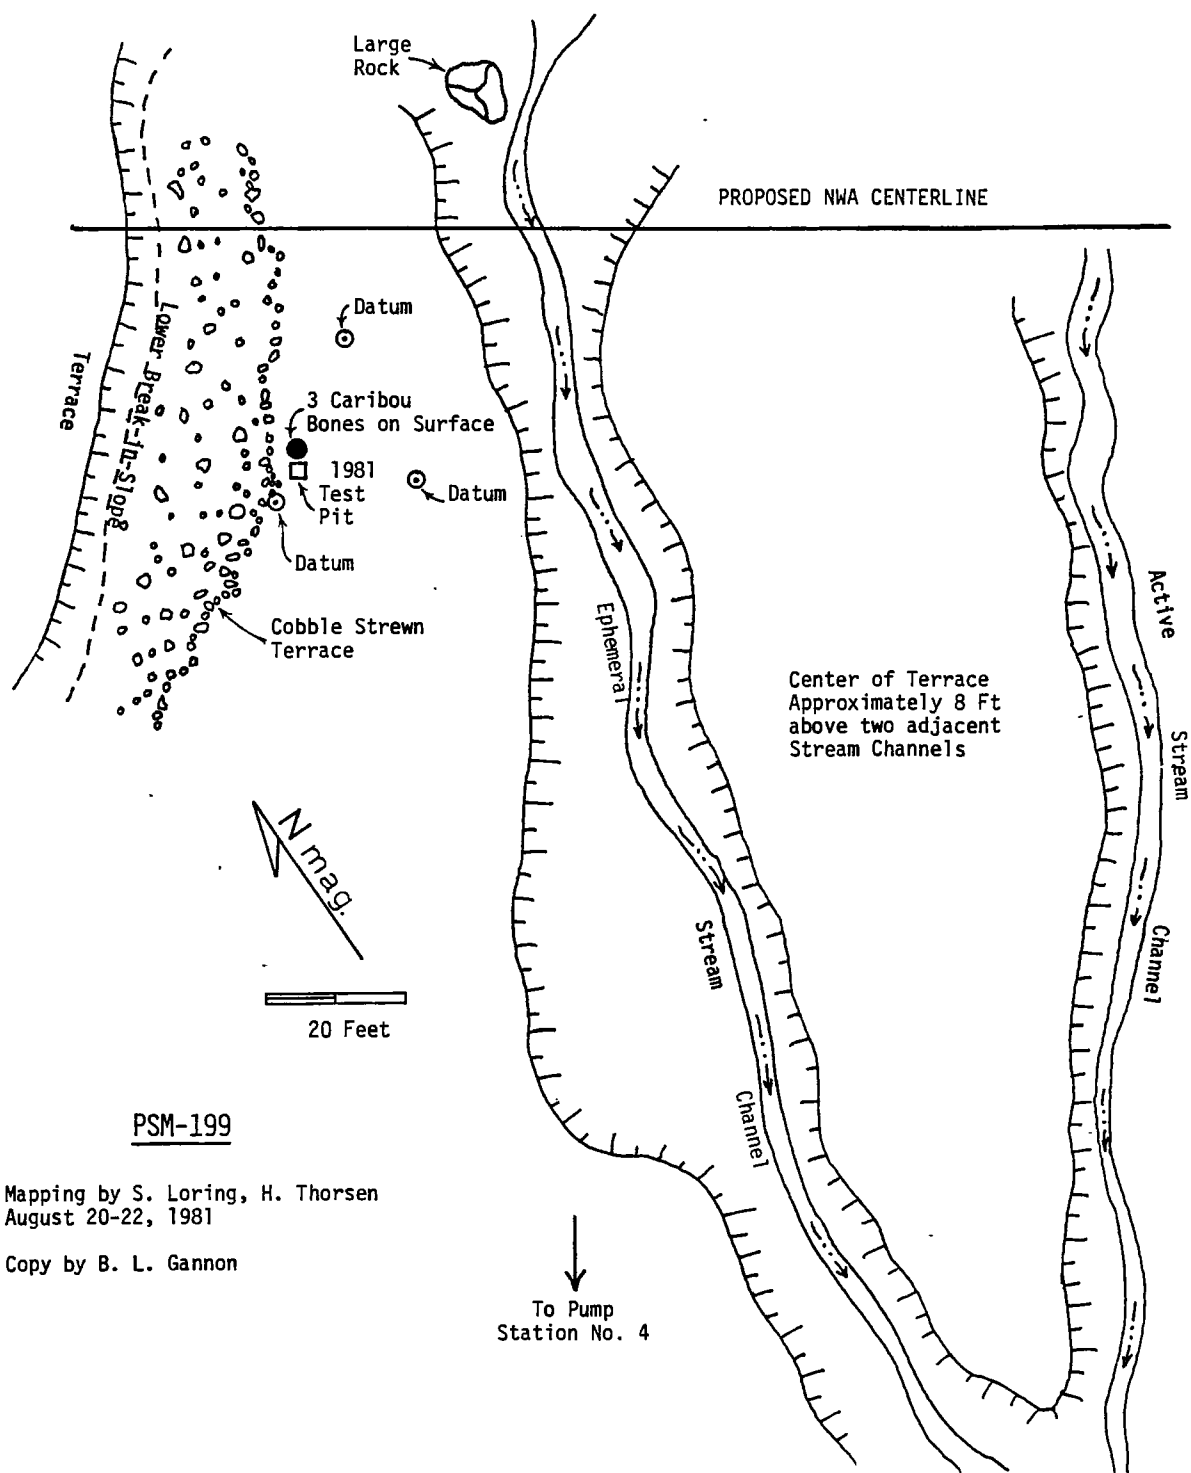 Large
Rock
PROPOSED NWA CENTERLINE
Datum
Lower Break-in-Slope
Terrace
3 Caribou
Bones on Surface
1981
Test
Pit
Datum
Datum
Cobble Strewn
Terrace
Ephemeral
Stream
Channel
Active
Stream
Channel
Center of Terrace
Approximately 8 Ft
above two adjacent
Stream Channels
N mag.
20 Feet
PSM-199
Mapping by S. Loring, H. Thorsen
August 20-22, 1981
Copy by B. L. Gannon
To Pump
Station No. 4